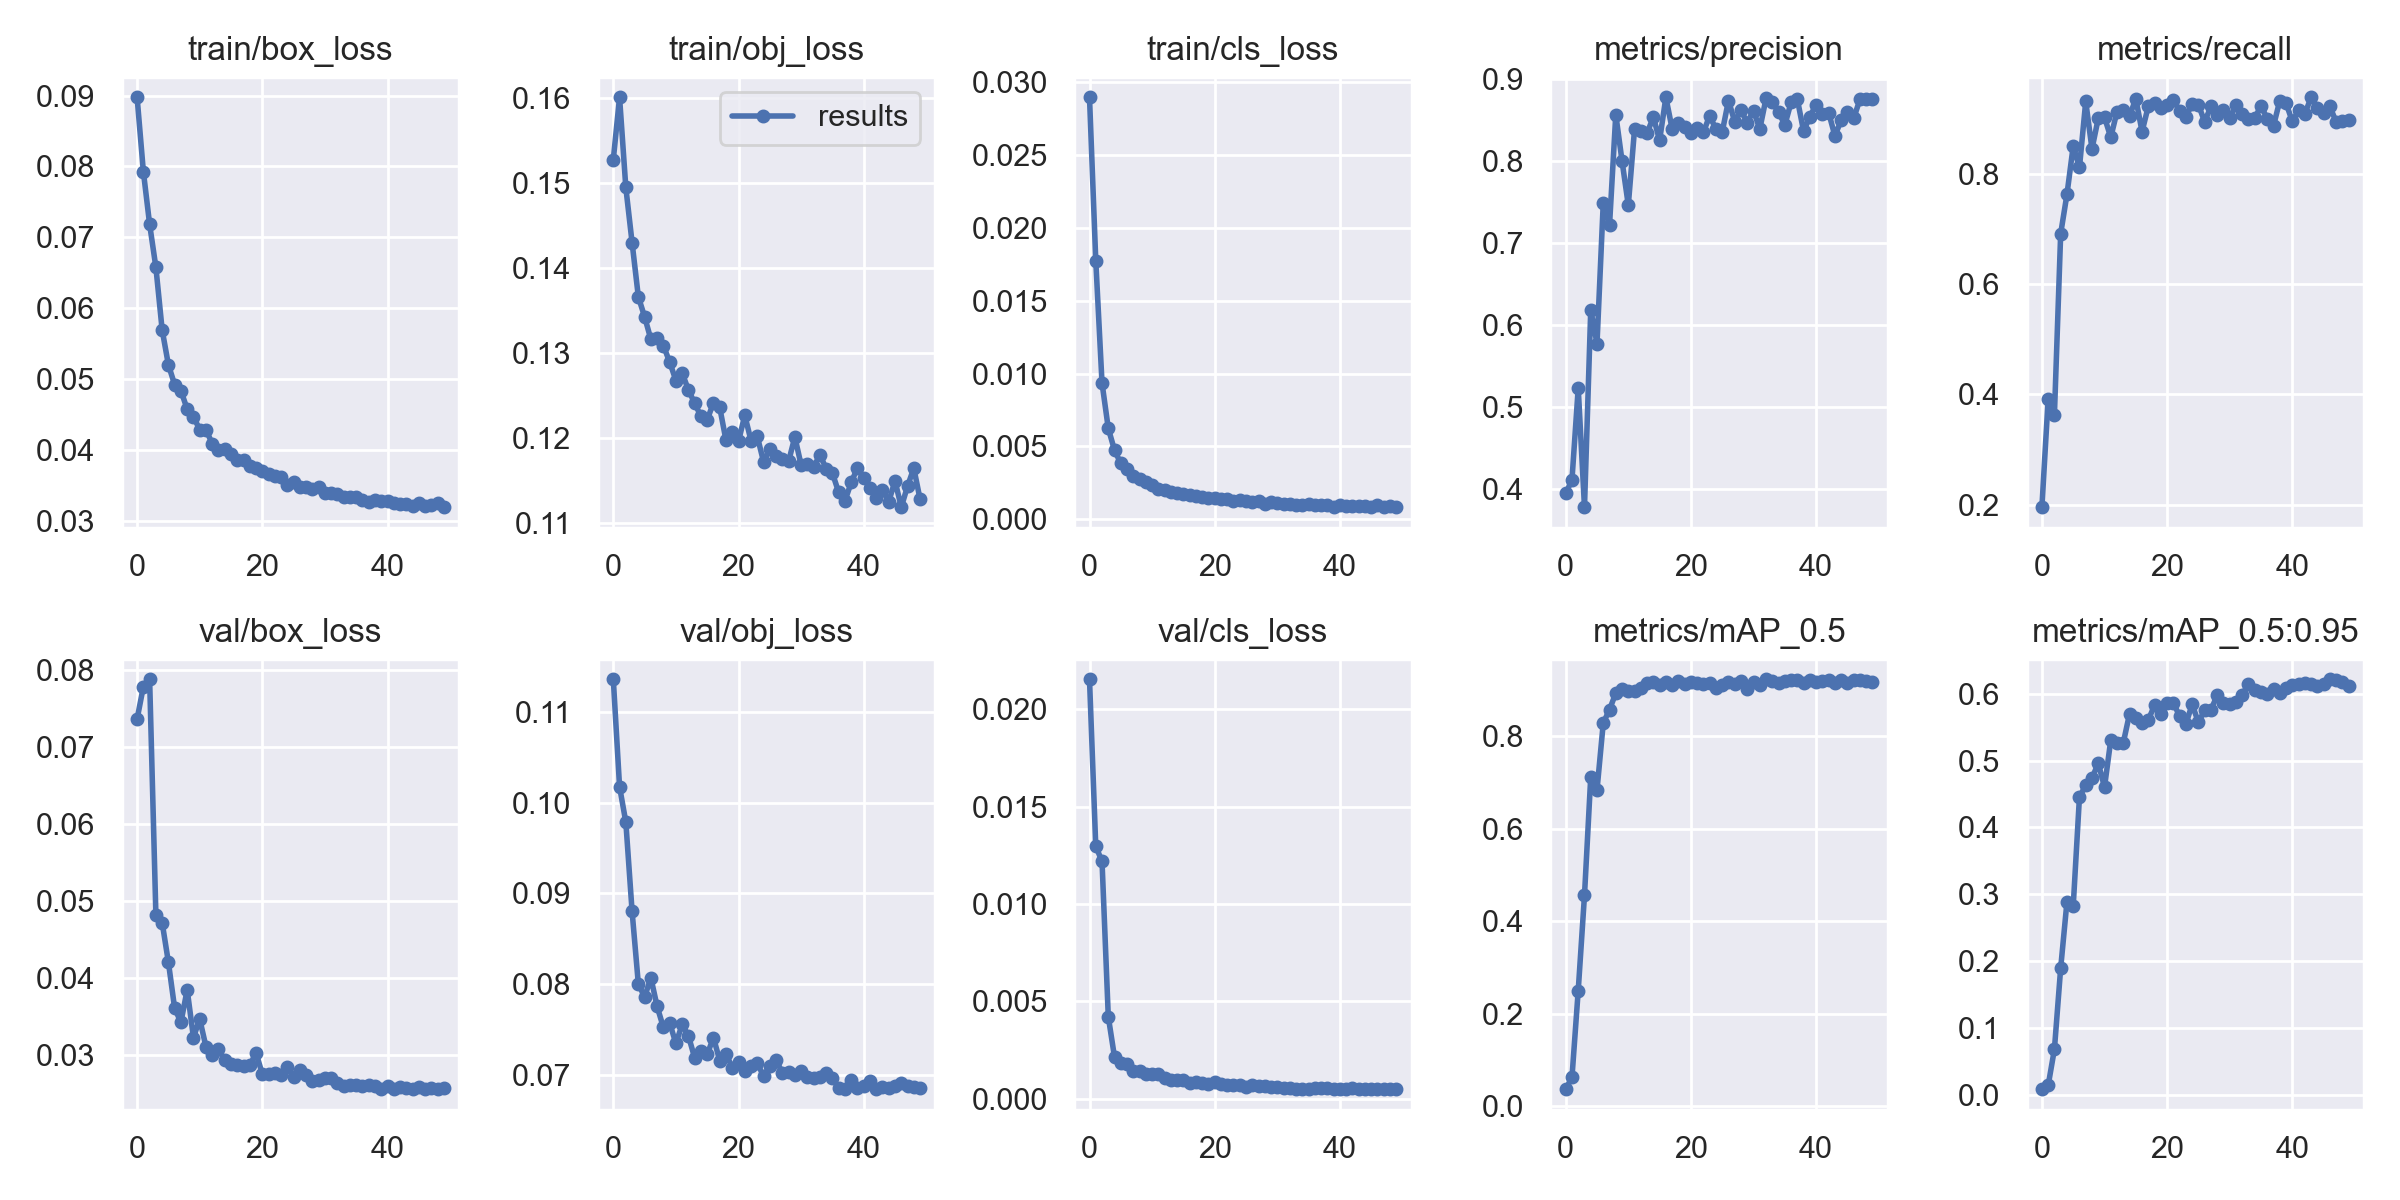 train/box_loss
0.09
0.08
0.07
0.06
0.05
0.04
0.03
0 20 40
train/obj_loss
results
0.16
0.15
0.14
0.13
0.12
0.11
0 20 40
train/cls_loss
0.030
0.025
0.020
0.015
0.010
0.005
0.000
0 20 40
metrics/precision
0.9
0.8
0.7
0.6
0.5
0.4
0 20 40
metrics/recall
0.8
0.6
0.4
0.2
0 20 40
val/box_loss
0.08
0.07
0.06
0.05
0.04
0.03
0 20 40
val/obj_loss
0.11
0.10
0.09
0.08
0.07
0 20 40
val/cls_loss
0.020
0.015
0.010
0.005
0.000
0 20 40
metrics/mAP_0.5
0.8
0.6
0.4
0.2
0.0
0 20 40
metrics/mAP_0.5:0.95
0.6
0.5
0.4
0.3
0.2
0.1
0.0
0 20 40